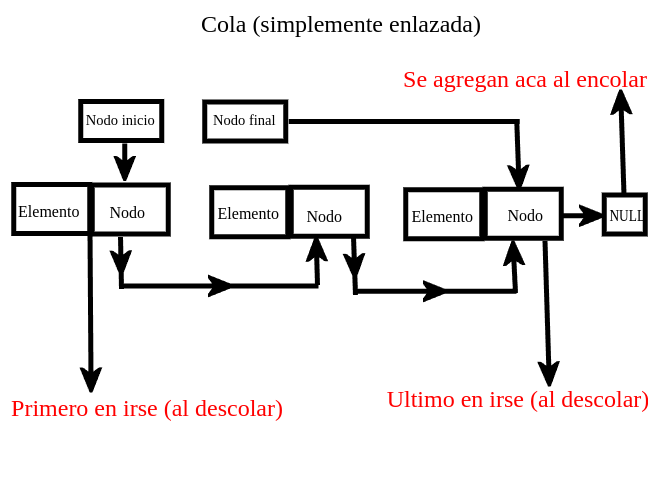 Cola (simplemente enlazada)
Se agregan aca al encolar
Nodo inicio
Nodo final
Elemento
Nodo
Elemento
Nodo
Elemento
Nodo
NULL
Primero en irse (al descolar)
Ultimo en irse (al descolar)